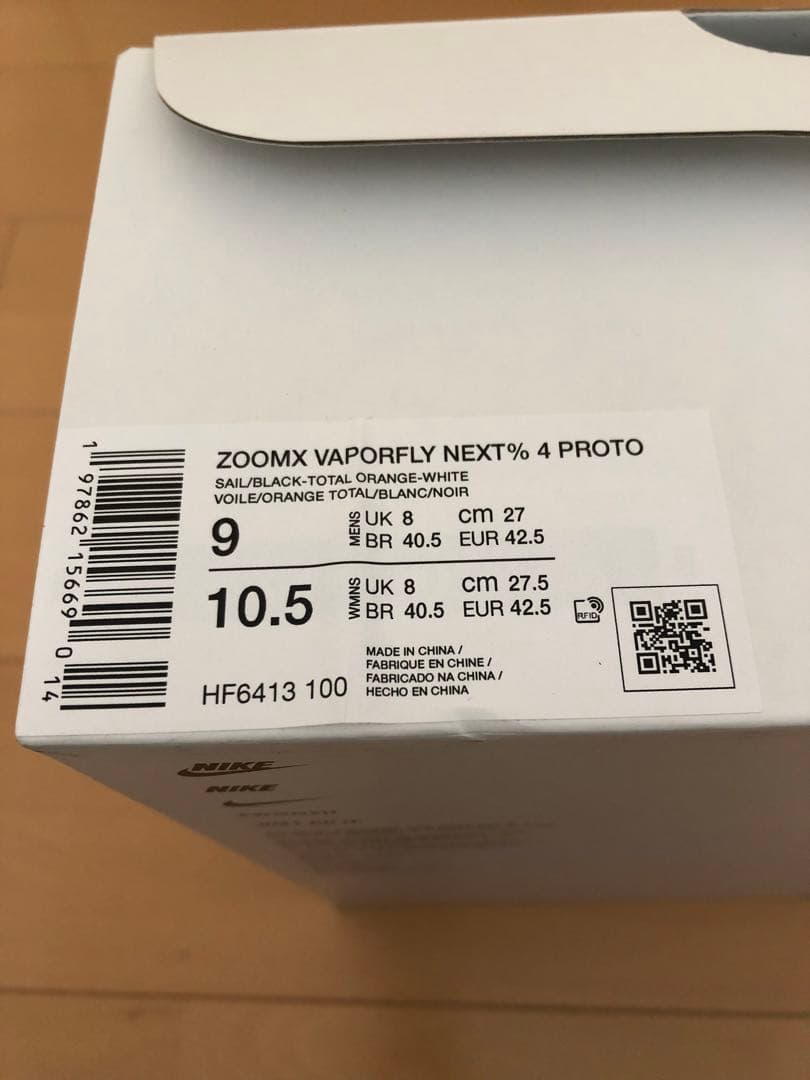 ZOOMX VAPORFLY NEXT% 4 PROTO
SAIL/BLACK-TOTAL ORANGE-WHITE
VOILE/ORANGE TOTAL/BLANC/NOIR
9 MENS UK 8 cm 27
BR 40.5 EUR 42.5
10.5 WMNS UK 8 cm 27.5
BR 40.5 EUR 42.5
RFID
MADE IN CHINA /
FABRIQUE EN CHINE /
FABRICADO NA CHINA /
HECHO EN CHINA
HF6413 100
1 97862 15669 0 14
NIKE
NIKE